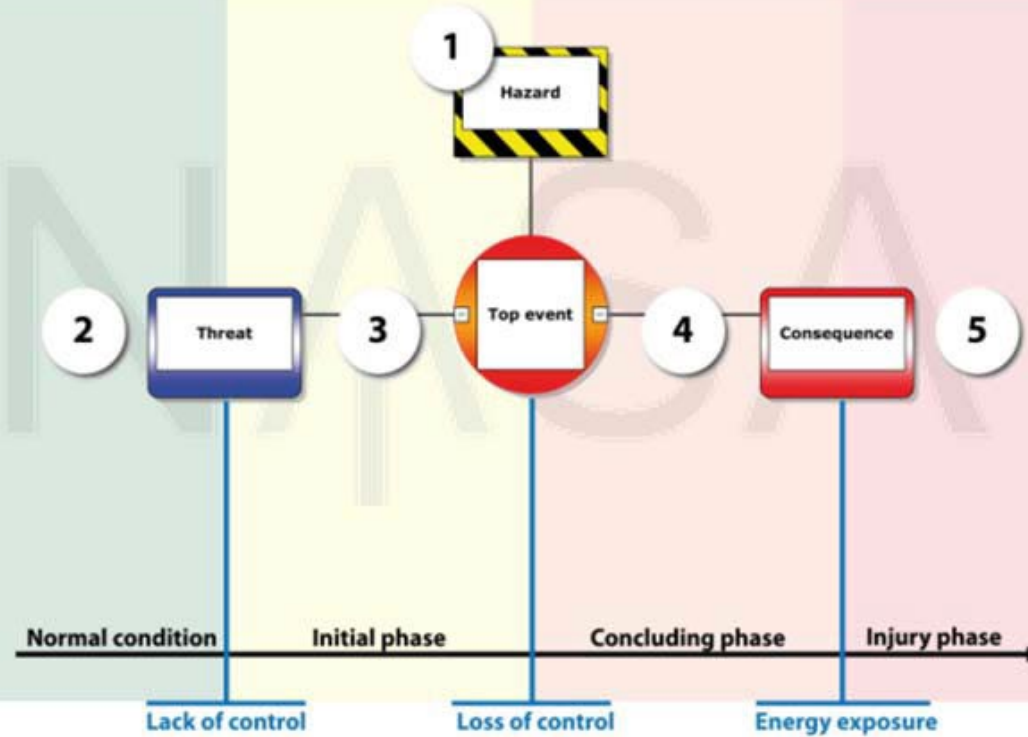 1
Hazard
2
Threat
3
Top event
4
Consequence
5
NASA
Normal condition
Initial phase
Concluding phase
Injury phase
Lack of control
Loss of control
Energy exposure